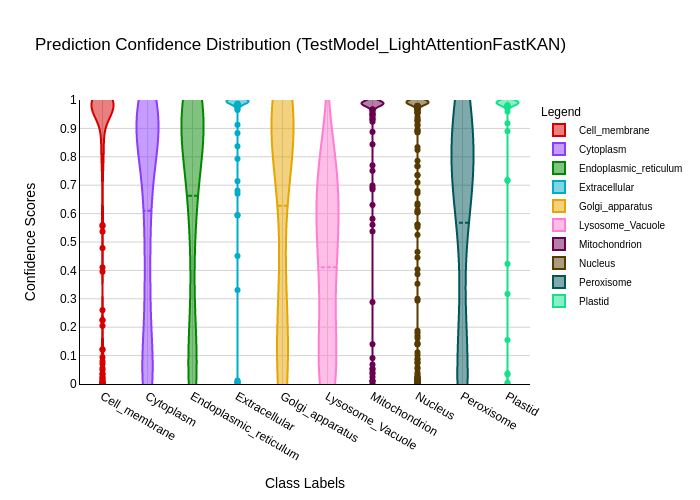 Prediction Confidence Distribution (TestModel_LightAttentionFastKAN)
1
0.9
0.8
0.7
0.6
0.5
0.4
0.3
0.2
0.1
0
Confidence Scores
Cell_membrane
Cytoplasm
Endoplasmic_reticulum
Extracellular
Golgi_apparatus
Lysosome_Vacuole
Mitochondrion
Nucleus
Peroxisome
Plastid
Class Labels
Legend
Cell_membrane
Cytoplasm
Endoplasmic_reticulum
Extracellular
Golgi_apparatus
Lysosome_Vacuole
Mitochondrion
Nucleus
Peroxisome
Plastid